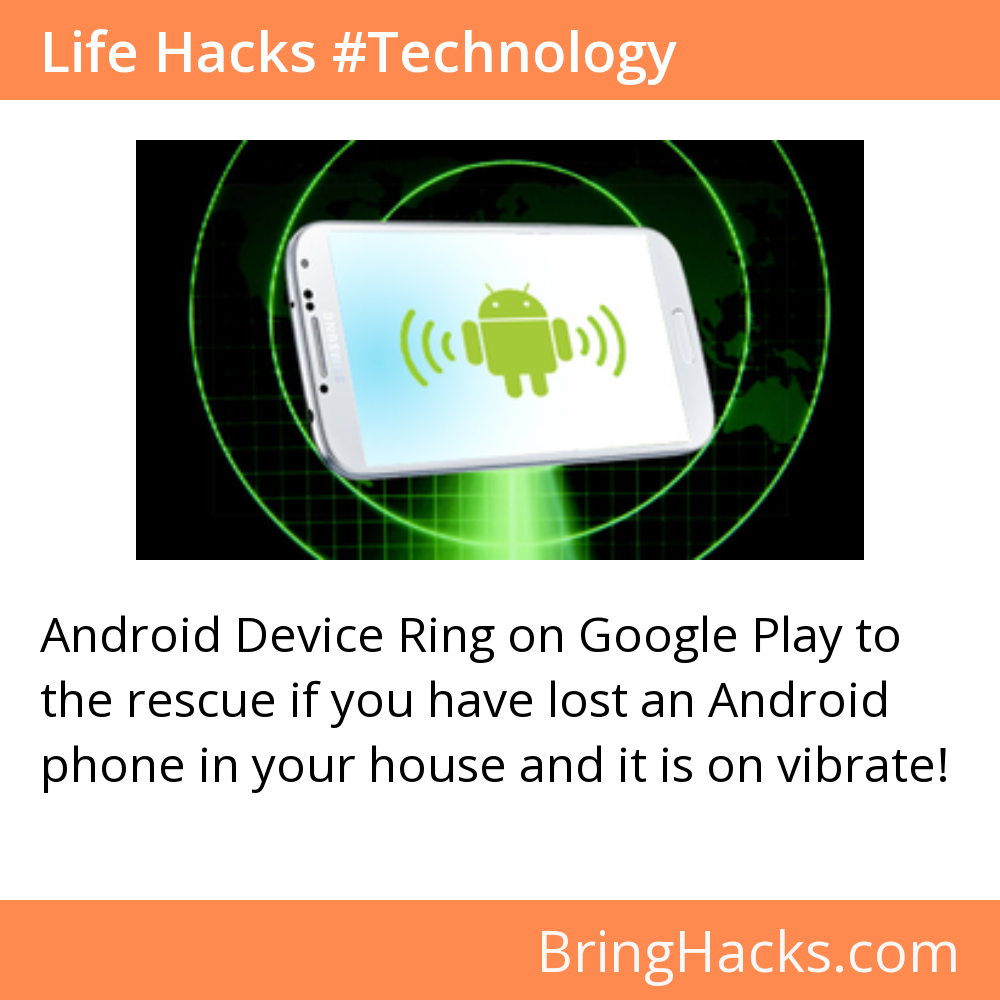 Life Hacks #Technology
SAMSUNG
Android Device Ring on Google Play to
the rescue if you have lost an Android
phone in your house and it is on vibrate!
BringHacks.com